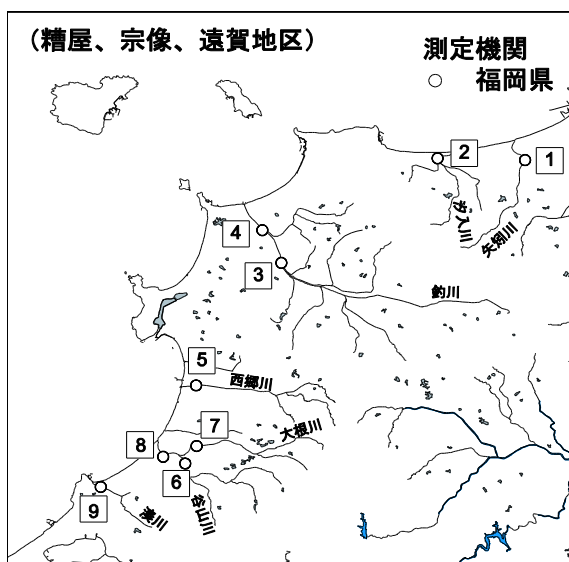 （糟屋、宗像、遠賀地区）
測定機関
○ 福岡県
2
1
汐入川
矢矧川
4
3
釣川
5
西郷川
7
大根川
8
6
谷山川
9
湊川